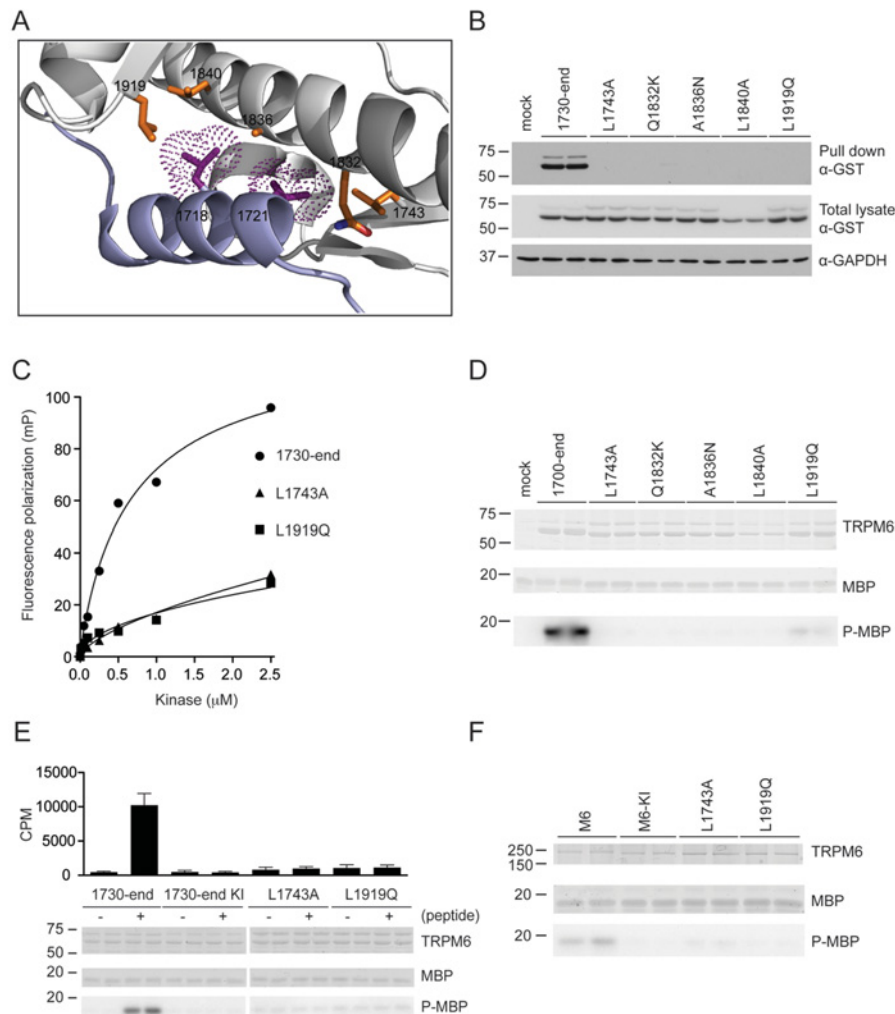 A
1919
1840
1836
1832
1743
1718
1721
B
mock
1730-end
L1743A
Q1832K
A1836N
L1840A
L1919Q
75
50
Pull down
α-GST
75
50
Total lysate
α-GST
37
α-GAPDH
C
Fluorescence polarization (mP)
100
80
60
40
20
0
0.0
0.5
1.0
1.5
2.0
2.5
Kinase (μM)
1730-end
L1743A
L1919Q
D
mock
1700-end
L1743A
Q1832K
A1836N
L1840A
L1919Q
75
50
TRPM6
20
MBP
20
P-MBP
E
CPM
15000
10000
5000
0
1730-end
1730-end KI
L1743A
L1919Q
- + - + - + - + (peptide)
75
50
TRPM6
20
MBP
20
P-MBP
F
M6
M6-KI
L1743A
L1919Q
250
150
TRPM6
20
MBP
20
P-MBP